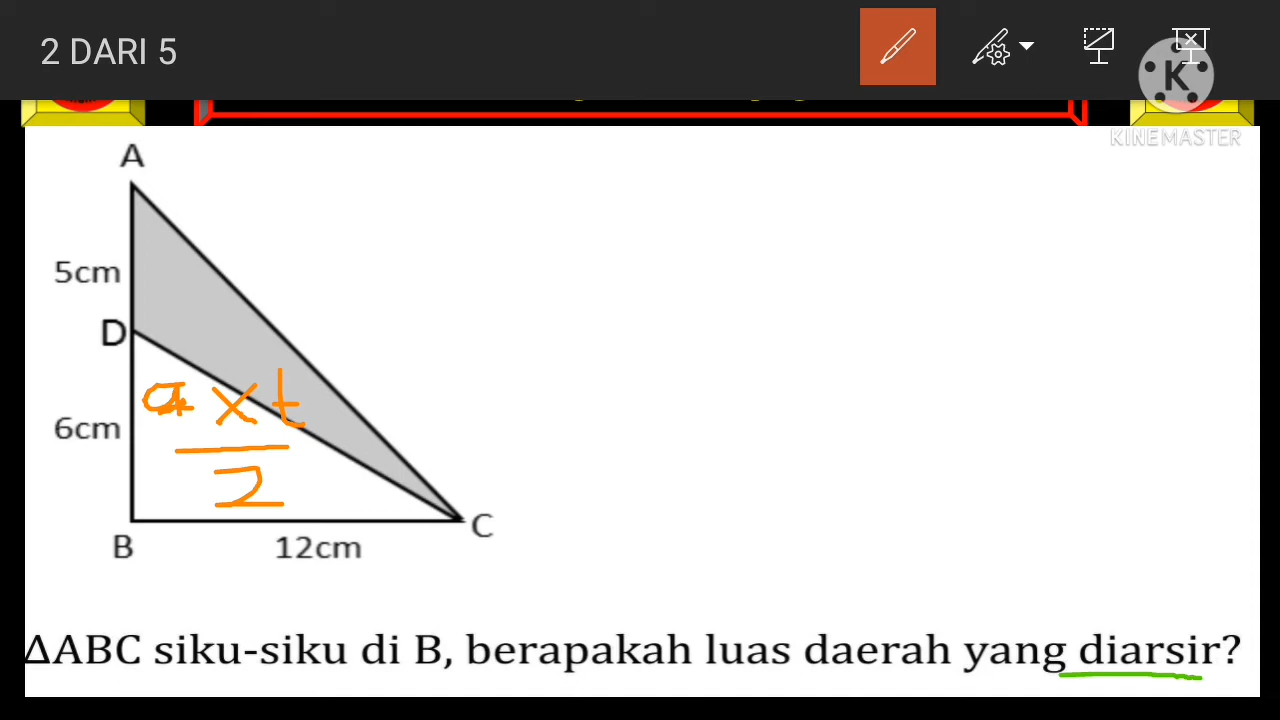 2 DARI 5
K
KINEMASTER
A
5cm
D
a x t
6cm
2
B
12cm
C
ΔABC siku-siku di B, berapakah luas daerah yang diarsir?